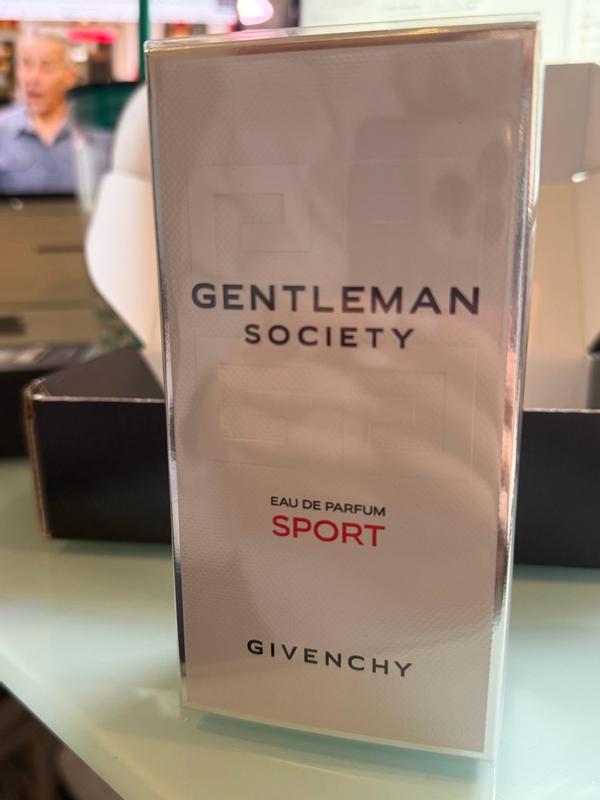 GENTLEMAN
SOCIETY
EAU DE PARFUM
SPORT
GIVENCHY